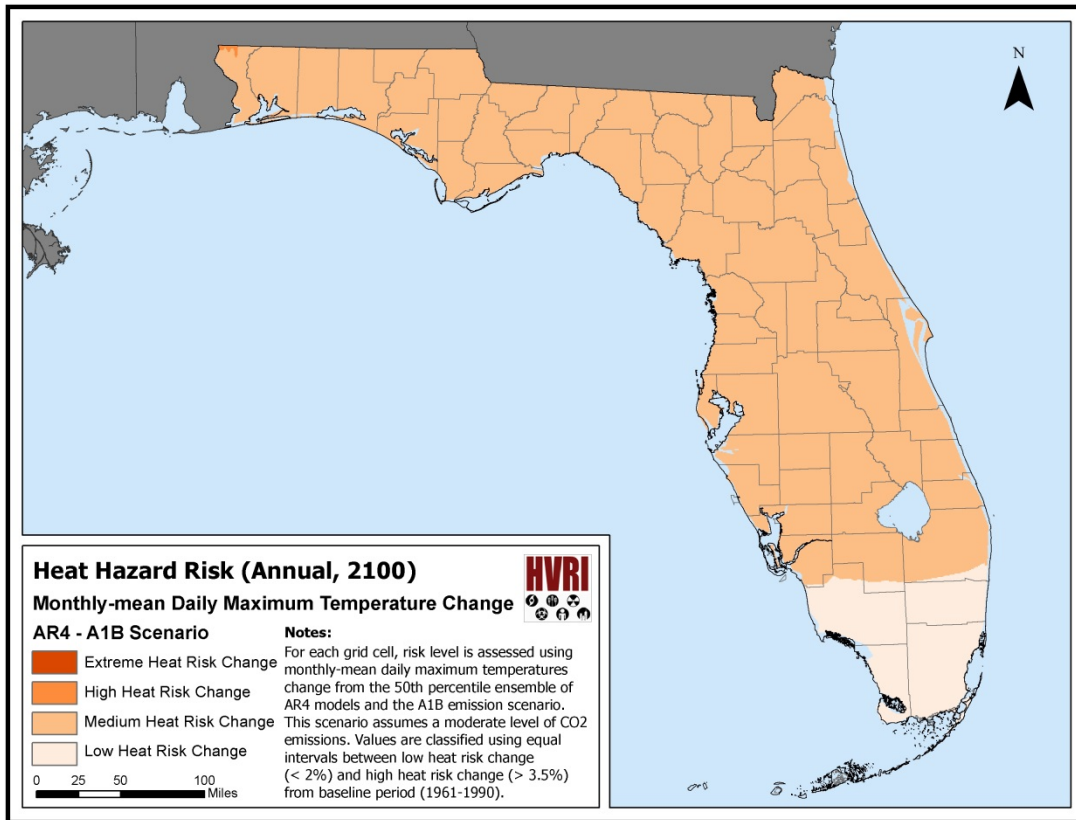 N
Heat Hazard Risk (Annual, 2100)
HVRI
Monthly-mean Daily Maximum Temperature Change
AR4 - A1B Scenario
Extreme Heat Risk Change
High Heat Risk Change
Medium Heat Risk Change
Low Heat Risk Change
0 25 50 100
Miles
Notes:
For each grid cell, risk level is assessed using
monthly-mean daily maximum temperatures
change from the 50th percentile ensemble of
AR4 models and the A1B emission scenario.
This scenario assumes a moderate level of CO2
emissions. Values are classified using equal
intervals between low heat risk change
(< 2%) and high heat risk change (> 3.5%)
from baseline period (1961-1990).